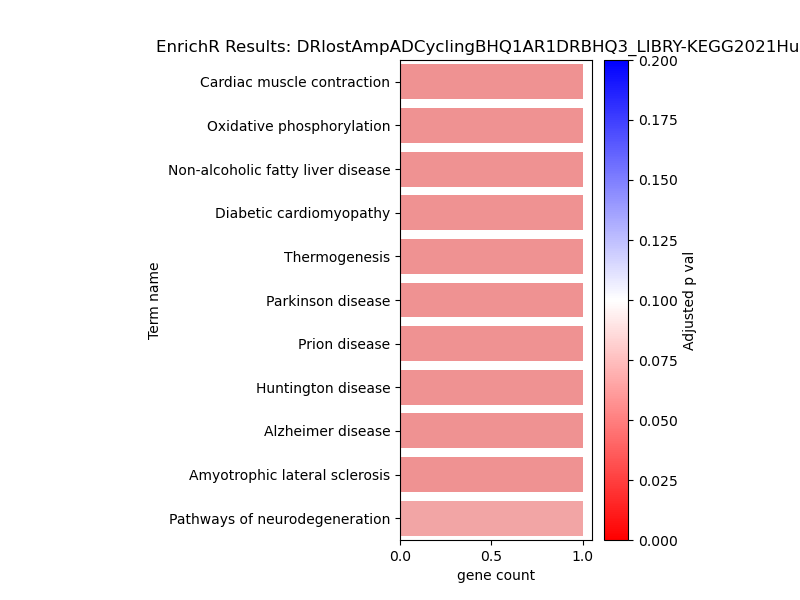 EnrichR Results: DRlostAmpADCyclingBHQ1AR1DRBHQ3_LIBRY-KEGG2021Hu
Cardiac muscle contraction
Oxidative phosphorylation
Non-alcoholic fatty liver disease
Diabetic cardiomyopathy
Thermogenesis
Parkinson disease
Prion disease
Huntington disease
Alzheimer disease
Amyotrophic lateral sclerosis
Pathways of neurodegeneration
Term name
0.0 0.5 1.0
gene count
0.200
0.175
0.150
0.125
0.100
0.075
0.050
0.025
0.000
Adjusted p val